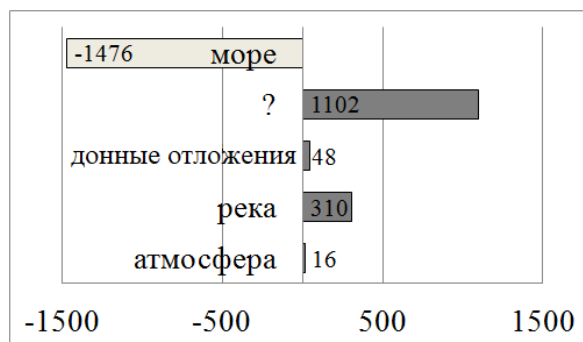 -1476 море
? 1102
донные отложения 48
река 310
атмосфера 16
-1500 -500 500 1500